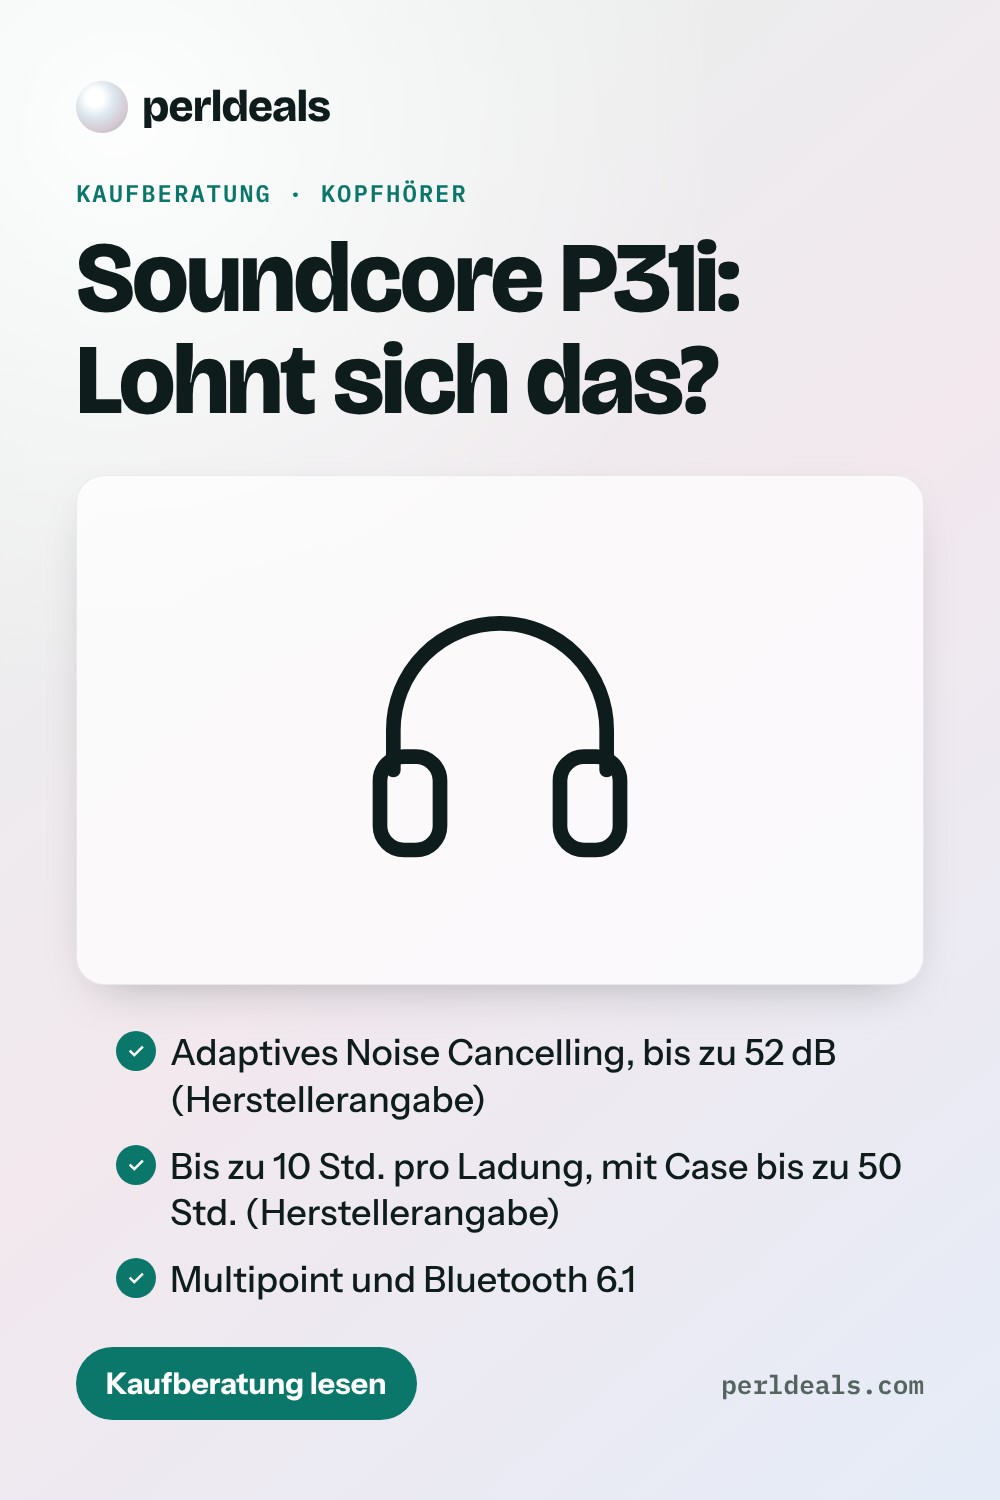 perldeals
KAUFBERATUNG · KOPFHÖRER
Soundcore P31i:
Lohnt sich das?
Adaptives Noise Cancelling, bis zu 52 dB
(Herstellerangabe)
Bis zu 10 Std. pro Ladung, mit Case bis zu 50
Std. (Herstellerangabe)
Multipoint und Bluetooth 6.1
Kaufberatung lesen
perldeals.com